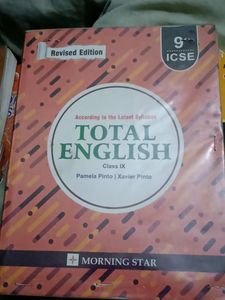 Revised Edition
9th
ICSE
According to the Latest Syllabus
TOTAL
ENGLISH
Class IX
Pamela Pinto | Xavier Pinto
MORNING STAR